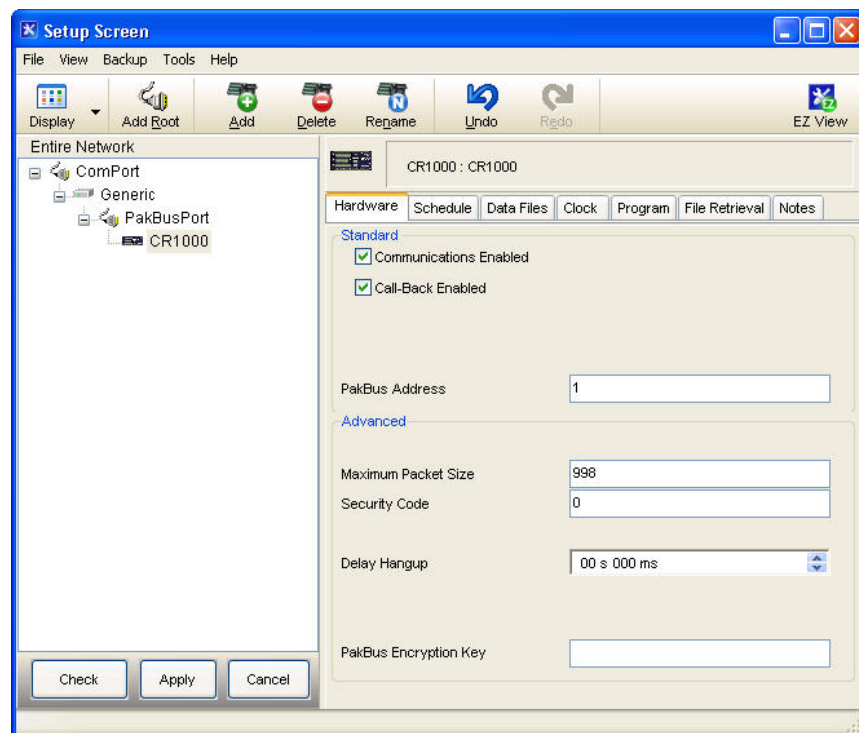 Setup Screen
File View Backup Tools Help
Display Add Root Add Delete Rename Undo Redo EZ View
Entire Network
ComPort
Generic
PakBusPort
CR1000
CR1000 : CR1000
Hardware Schedule Data Files Clock Program File Retrieval Notes
Standard
Communications Enabled
Call-Back Enabled
PakBus Address 1
Advanced
Maximum Packet Size 998
Security Code 0
Delay Hangup 00 s 000 ms
PakBus Encryption Key
Check Apply Cancel